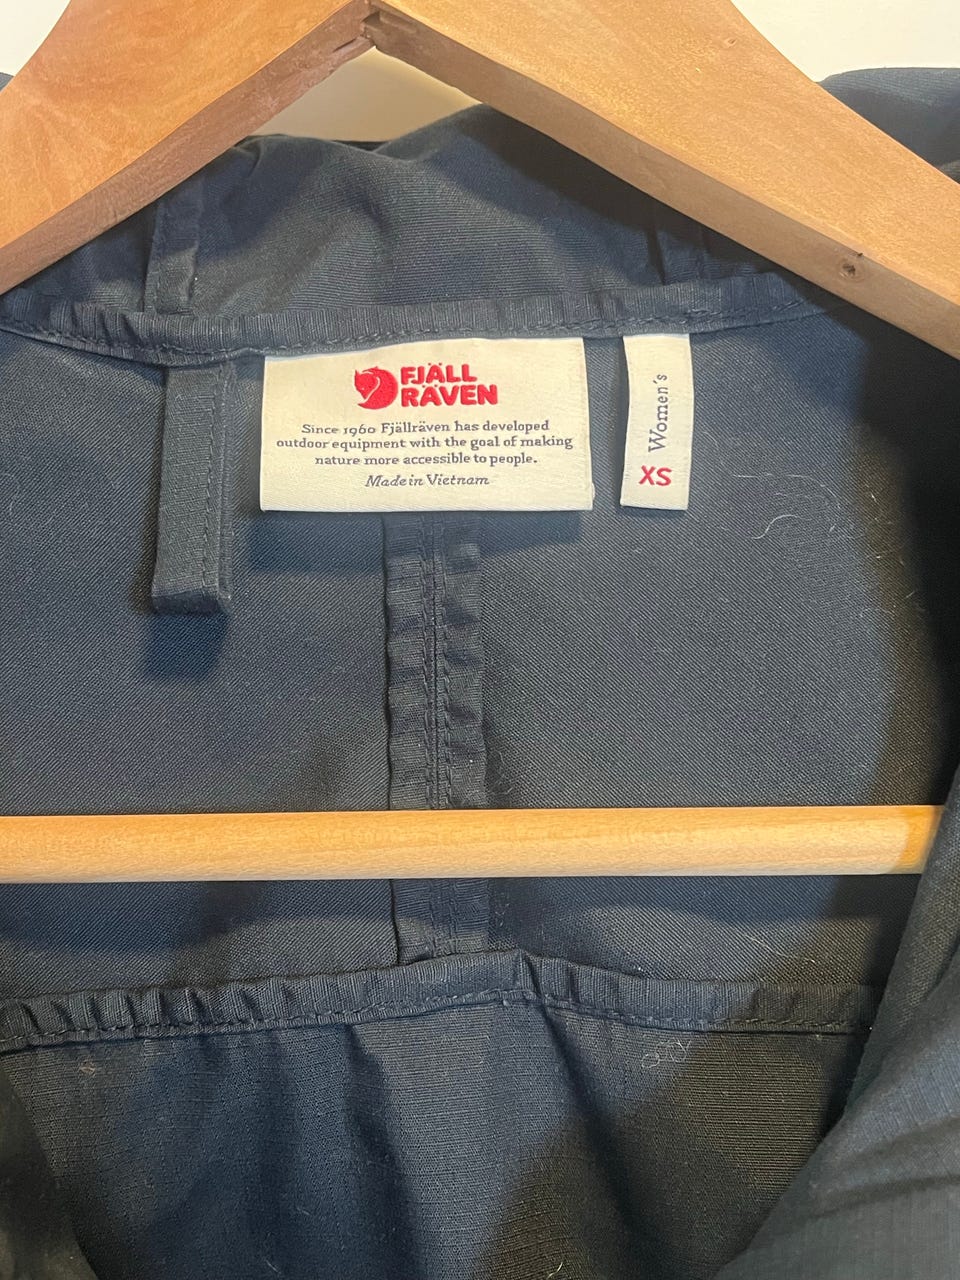 FJÄLL
RÄVEN
Since 1960 Fjällräven has developed
outdoor equipment with the goal of making
nature more accessible to people.
Made in Vietnam
Women´s
XS